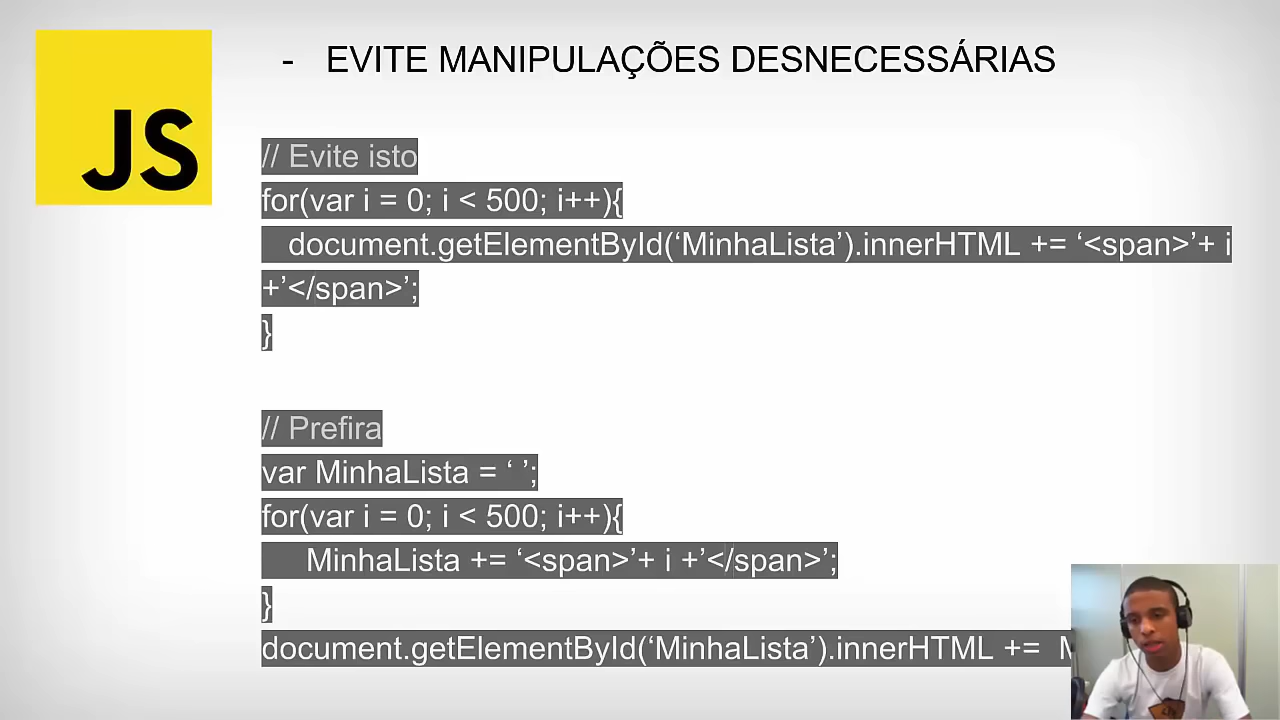 JS
- EVITE MANIPULAÇÕES DESNECESSÁRIAS
// Evite isto
for(var i = 0; i < 500; i++){
document.getElementById(‘MinhaLista’).innerHTML += ‘<span>’+ i
+’</span>’;
}
// Prefira
var MinhaLista = ‘ ’;
for(var i = 0; i < 500; i++){
MinhaLista += ‘<span>’+ i +’</span>’;
}
document.getElementById(‘MinhaLista’).innerHTML +=